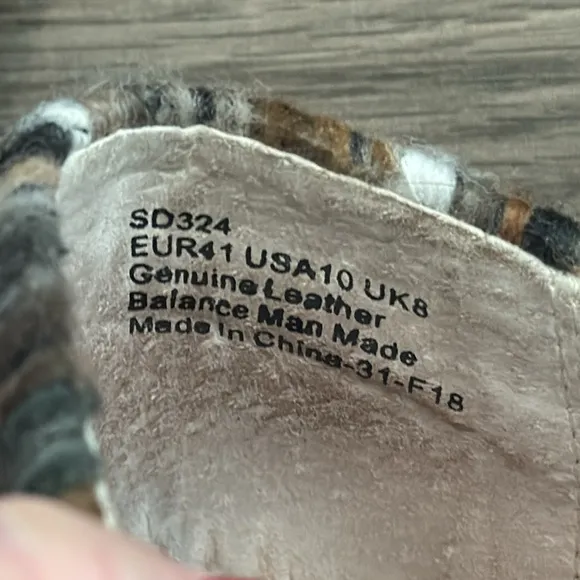 SD324
EUR41 USA10 UK8
Genuine Leather
Balance Man Made
Made In China-31-F18